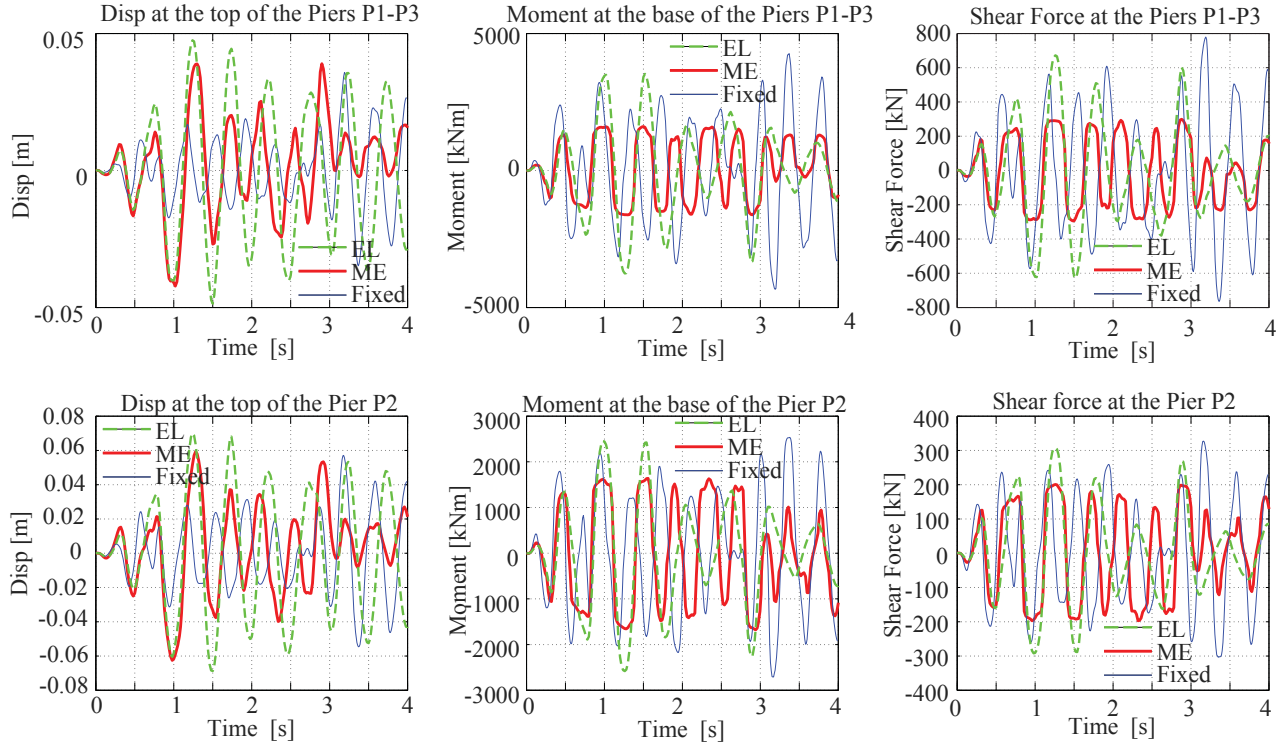 Disp at the top of the Piers P1-P3
0.05
0
-0.05
Disp [m]
EL
ME
Fixed
0 1 2 3 4
Time [s]
Moment at the base of the Piers P1-P3
5000
0
-5000
Moment [kNm]
EL
ME
Fixed
0 1 2 3 4
Time [s]
Shear Force at the Piers P1-P3
800
600
400
200
0
-200
-400
-600
-800
Shear Force [kN]
EL
ME
Fixed
0 1 2 3 4
Time [s]
Disp at the top of the Pier P2
0.08
0.06
0.04
0.02
0
-0.02
-0.04
-0.06
-0.08
Disp [m]
EL
ME
Fixed
0 1 2 3 4
Time [s]
Moment at the base of the Pier P2
3000
2000
1000
0
1000
-2000
-3000
Moment [kNm]
EL
ME
Fixed
0 1 2 3 4
Time [s]
Shear force at the Pier P2
400
300
200
100
0
-100
-200
-300
-400
Shear Force [kN]
EL
ME
Fixed
0 1 2 3 4
Time [s]